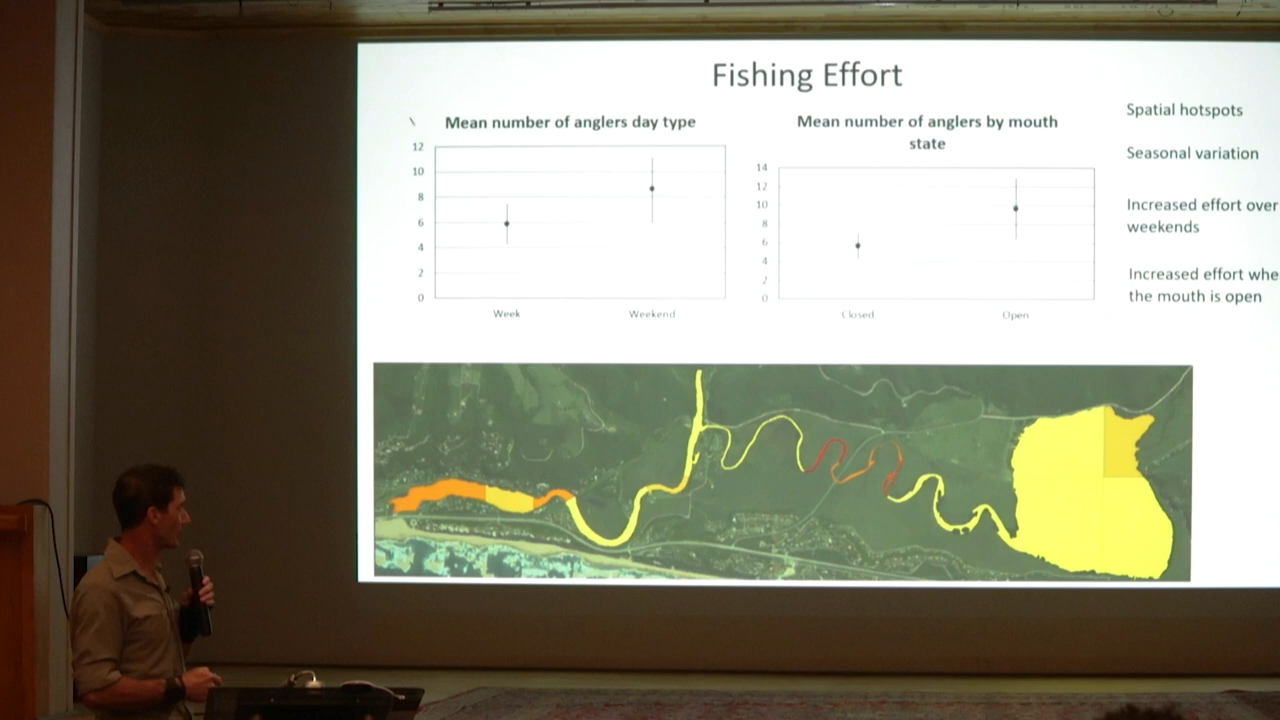 Fishing Effort
Mean number of anglers day type
12
10
8
6
4
2
0
Week Weekend
Mean number of anglers by mouth
state
14
12
10
8
6
4
2
0
Closed Open
Spatial hotspots
Seasonal variation
Increased effort over
weekends
Increased effort whe
the mouth is open